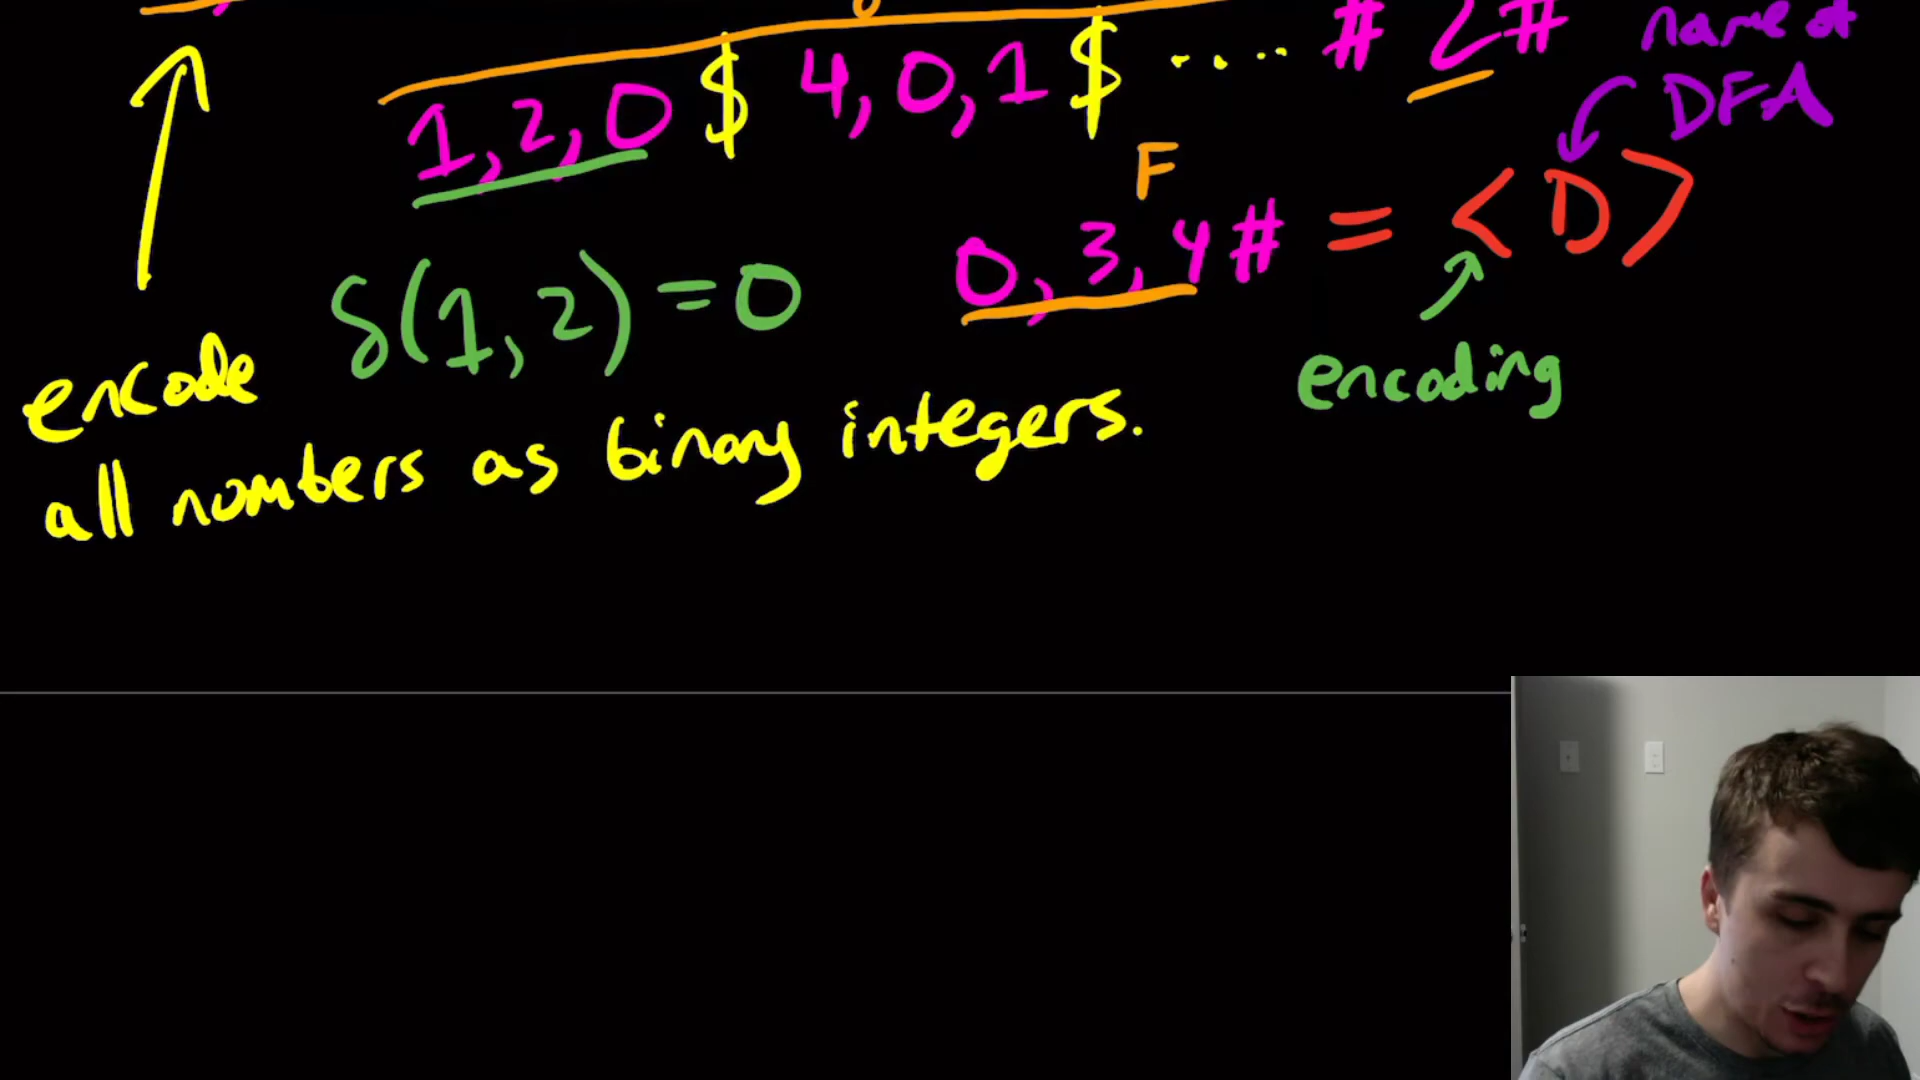 1,2,0 $ 4,0,1 $ .... # 2 #
name of
DFA
F
0,3,4# = <D>
δ(1,2)=0
encoding
encode
all numbers as binary integers.